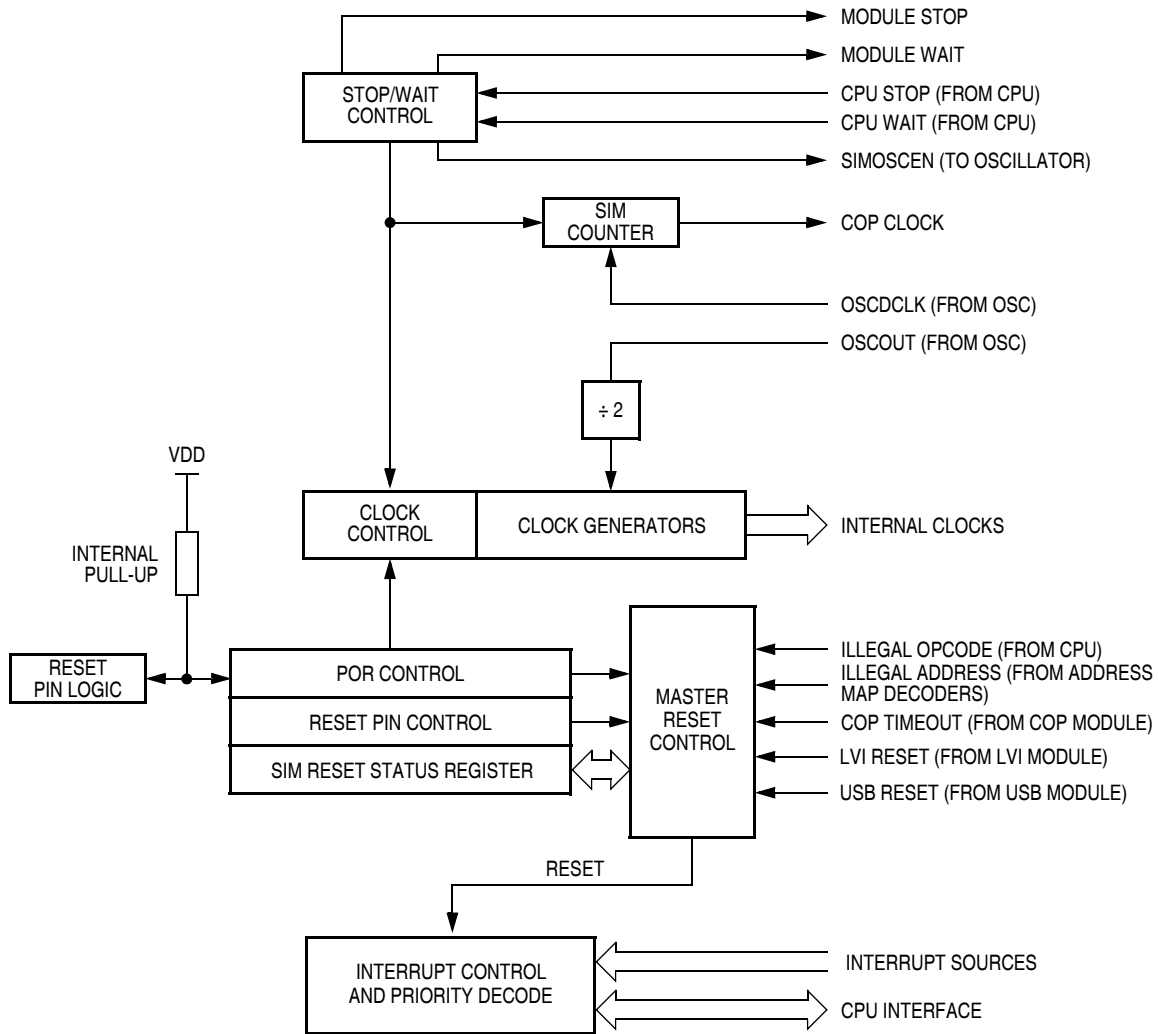 MODULE STOP
MODULE WAIT
STOP/WAIT
CONTROL
CPU STOP (FROM CPU)
CPU WAIT (FROM CPU)
SIMOSCEN (TO OSCILLATOR)
SIM
COUNTER
COP CLOCK
OSCDCLK (FROM OSC)
OSCOUT (FROM OSC)
÷ 2
VDD
INTERNAL
PULL-UP
CLOCK
CONTROL
CLOCK GENERATORS
INTERNAL CLOCKS
RESET
PIN LOGIC
POR CONTROL
RESET PIN CONTROL
SIM RESET STATUS REGISTER
MASTER
RESET
CONTROL
ILLEGAL OPCODE (FROM CPU)
ILLEGAL ADDRESS (FROM ADDRESS
MAP DECODERS)
COP TIMEOUT (FROM COP MODULE)
LVI RESET (FROM LVI MODULE)
USB RESET (FROM USB MODULE)
RESET
INTERRUPT CONTROL
AND PRIORITY DECODE
INTERRUPT SOURCES
CPU INTERFACE